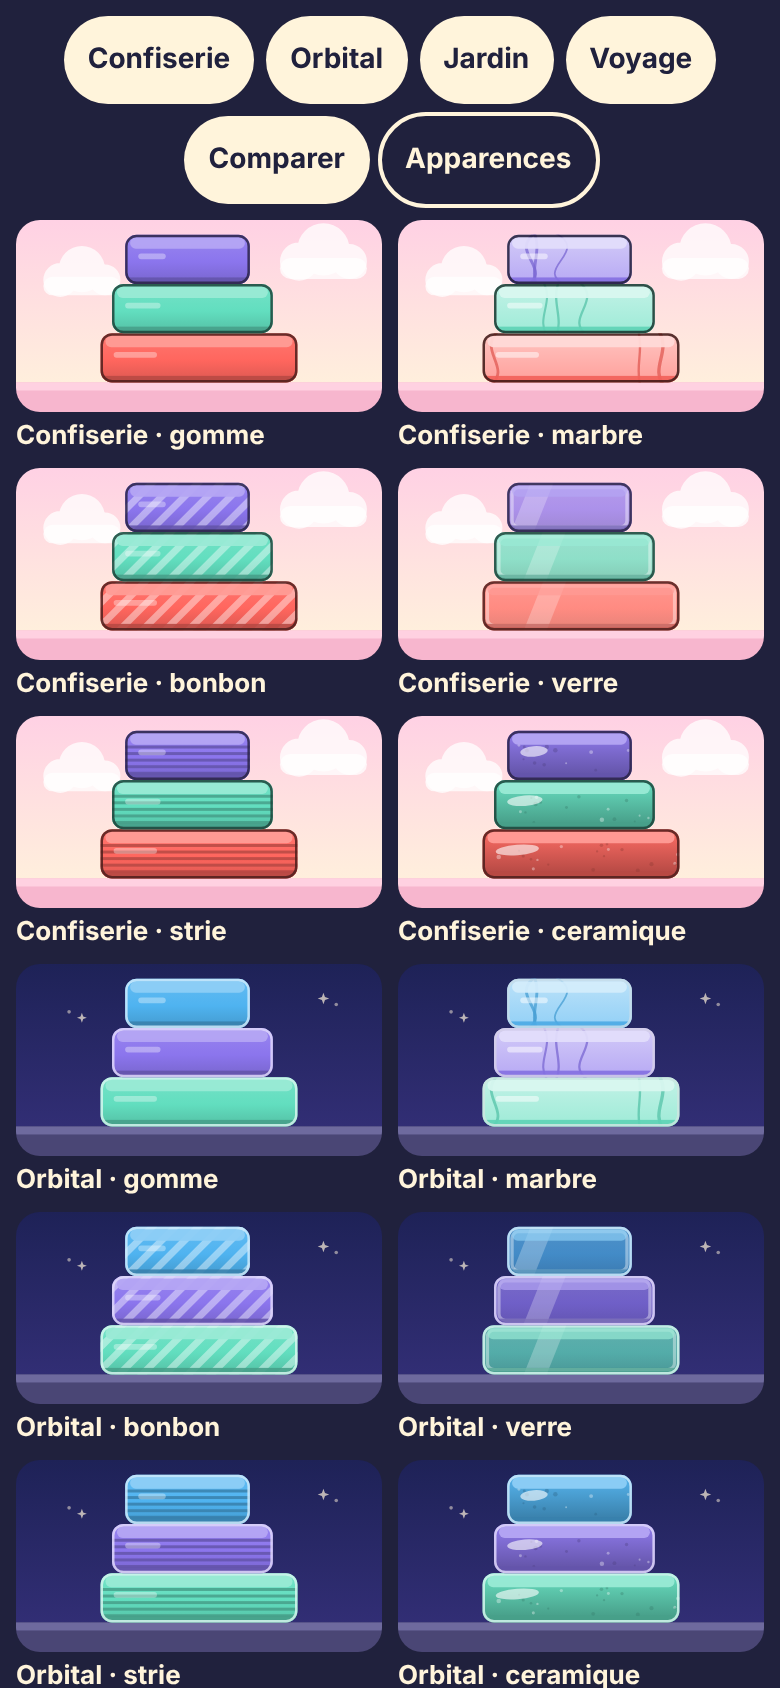 Confiserie
Orbital
Jardin
Voyage
Comparer
Apparences
Confiserie · gomme
Confiserie · marbre
Confiserie · bonbon
Confiserie · verre
Confiserie · strie
Confiserie · ceramique
Orbital · gomme
Orbital · marbre
Orbital · bonbon
Orbital · verre
Orbital · strie
Orbital · ceramique